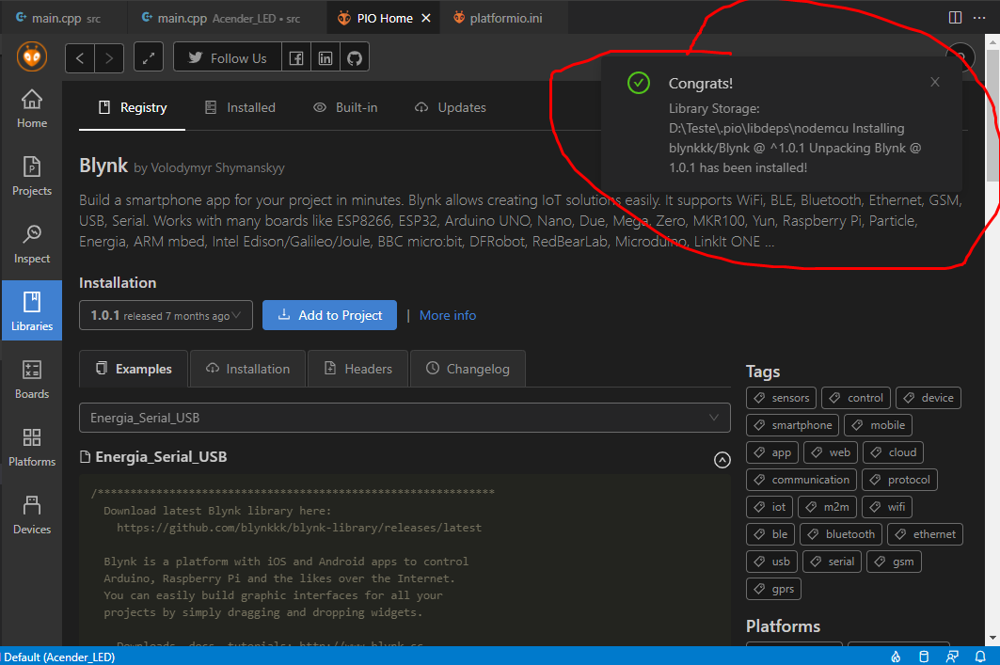 main.cpp src
main.cpp Acender_LED • src
PIO Home
platformio.ini
Follow Us
Home
Projects
Inspect
Libraries
Boards
Platforms
Devices
Registry
Installed
Built-in
Updates
Congrats!
Library Storage:
D:\Teste\.pio\libdeps\nodemcu Installing
blynkkk/Blynk @ ^1.0.1 Unpacking Blynk @
1.0.1 has been installed!
Blynk by Volodymyr Shymanskyy
Build a smartphone app for your project in minutes. Blynk allows creating IoT solutions easily. It supports WiFi, BLE, Bluetooth, Ethernet, GSM,
USB, Serial. Works with many boards like ESP8266, ESP32, Arduino UNO, Nano, Due, Mega, Zero, MKR100, Yun, Raspberry Pi, Particle,
Energia, ARM mbed, Intel Edison/Galileo/Joule, BBC micro:bit, DFRobot, RedBearLab, Microduino, LinkIt ONE ...
Installation
1.0.1 released 7 months ago
Add to Project
| More info
Examples
Installation
Headers
Changelog
Energia_Serial_USB
Energia_Serial_USB
/*************************************************************
Download latest Blynk library here:
https://github.com/blynkkk/blynk-library/releases/latest
Blynk is a platform with iOS and Android apps to control
Arduino, Raspberry Pi and the likes over the Internet.
You can easily build graphic interfaces for all your
projects by simply dragging and dropping widgets.
Downloads, docs, tutorials: http://www.blynk.cc
Tags
sensors
control
device
smartphone
mobile
app
web
cloud
communication
protocol
iot
m2m
wifi
ble
bluetooth
ethernet
usb
serial
gsm
gprs
Platforms
Default (Acender_LED)